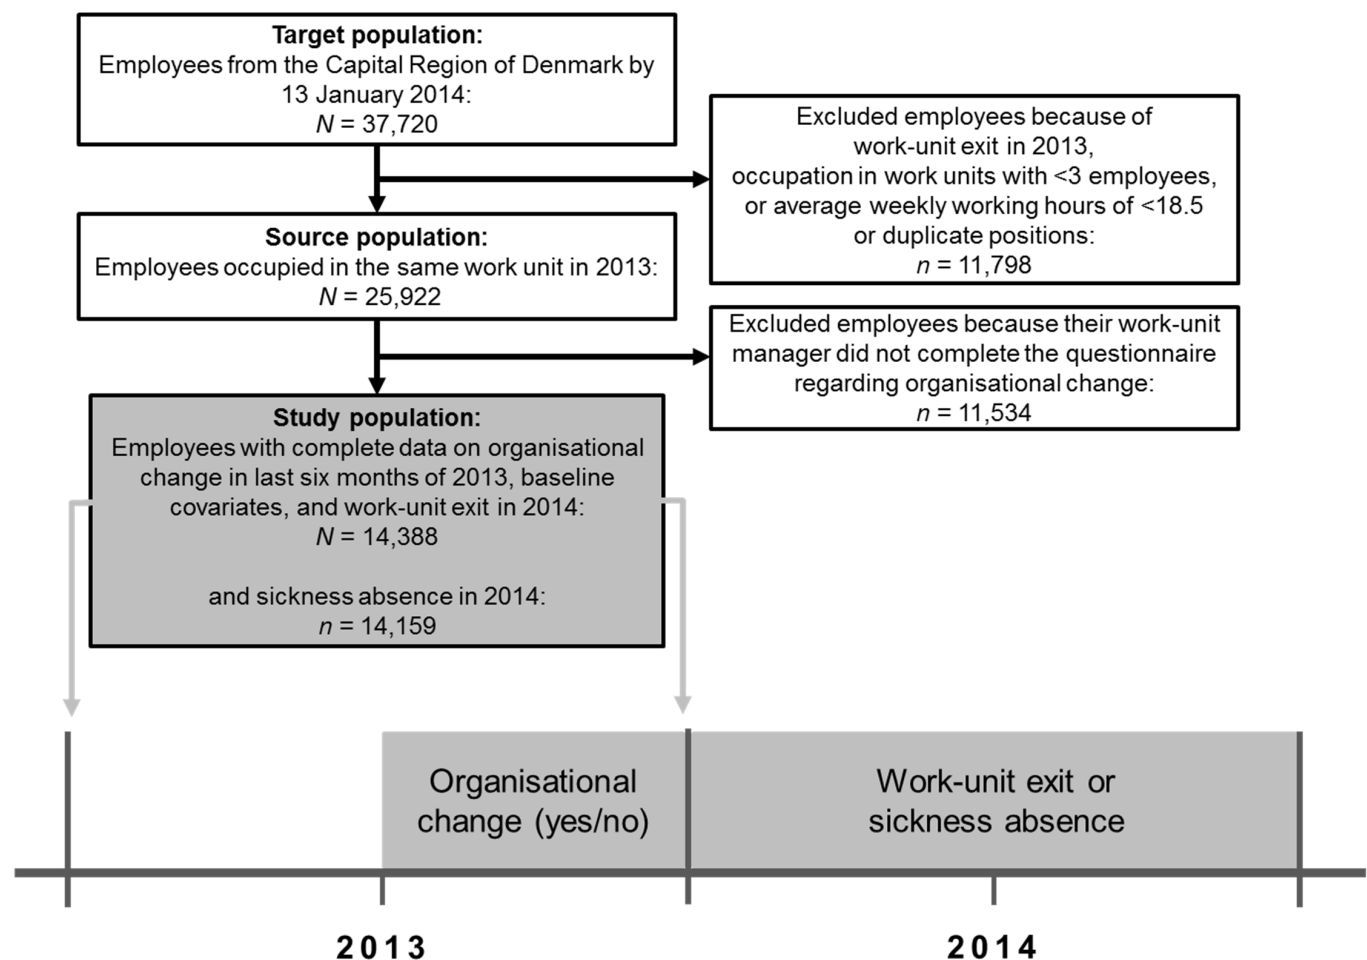 Target population:
Employees from the Capital Region of Denmark by
13 January 2014:
N = 37,720
Excluded employees because of
work-unit exit in 2013,
occupation in work units with <3 employees,
or average weekly working hours of <18.5
or duplicate positions:
n = 11,798
Source population:
Employees occupied in the same work unit in 2013:
N = 25,922
Excluded employees because their work-unit
manager did not complete the questionnaire
regarding organisational change:
n = 11,534
Study population:
Employees with complete data on organisational
change in last six months of 2013, baseline
covariates, and work-unit exit in 2014:
N = 14,388
and sickness absence in 2014:
n = 14,159
Organisational
change (yes/no)
Work-unit exit or
sickness absence
2013
2014